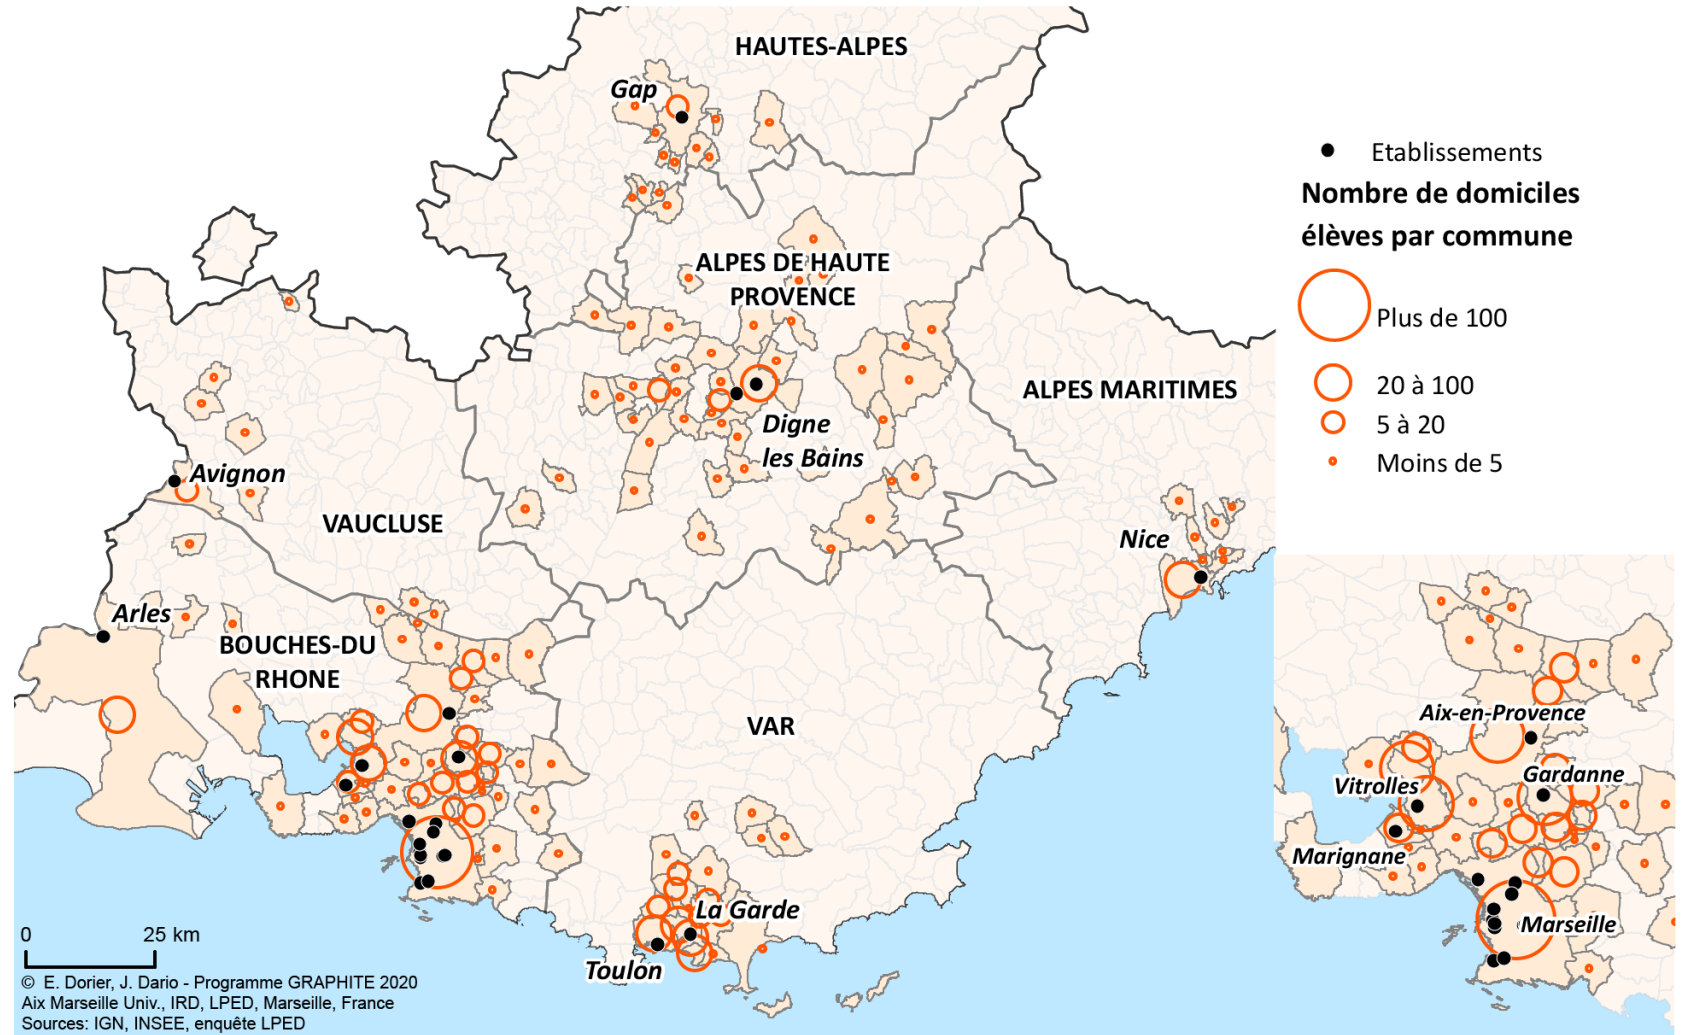 HAUTES-ALPES
Gap
ALPES DE HAUTE
PROVENCE
ALPES MARITIMES
Digne
les Bains
Avignon
VAUCLUSE
Nice
Arles
BOUCHES-DU
RHONE
VAR
La Garde
Toulon
0 25 km
© E. Dorier, J. Dario - Programme GRAPHITE 2020
Aix Marseille Univ., IRD, LPED, Marseille, France
Sources: IGN, INSEE, enquête LPED
Etablissements
Nombre de domiciles
élèves par commune
Plus de 100
20 à 100
5 à 20
Moins de 5
Aix-en-Provence
Gardanne
Vitrolles
Marignane
Marseille